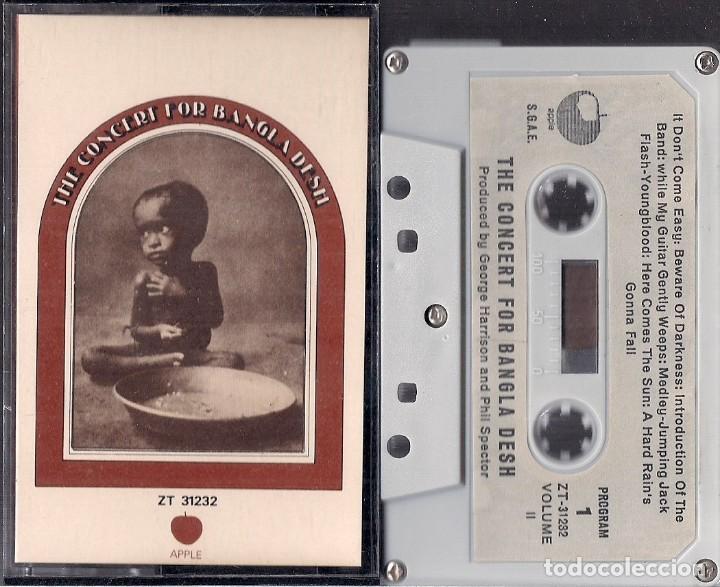 THE CONCERT FOR BANGLA DESH
ZT 31232
APPLE
apple
S.G.A.E.
It Don't Come Easy: Beware Of Darkness: Introduction Of The
Band: while My Guitar Gently Weeps: Medley-Jumping Jack
Flash-Youngblood: Here Comes The Sun: A Hard Rain's
Gonna Fall
100 50 0
THE CONCERT FOR BANGLA DESH
Produced by George Harrison and Phil Spector
PROGRAM
1
ZT-31232
VOLUME
II
todocoleccion.net